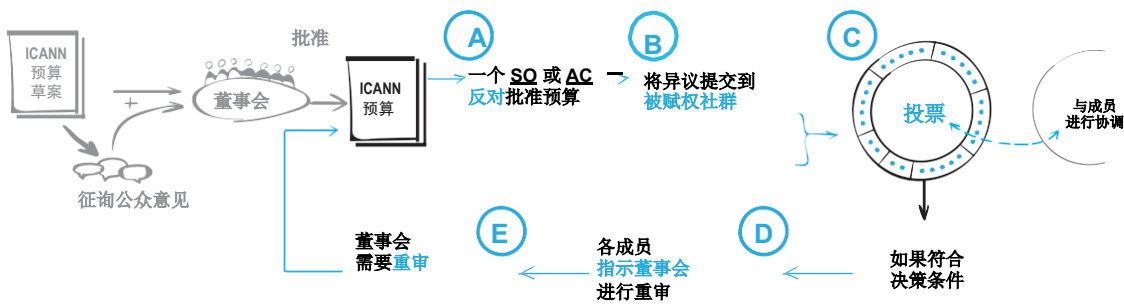 ICANN
预算
草案
+
征询公众意见
董事会
批准
ICANN
预算
A
一个 SO 或 AC
反对批准预算
B
将异议提交到
被赋权社群
C
投票
与成员
进行协调
如果符合
决策条件
D
各成员
指示董事会
进行重审
E
董事会
需要重审